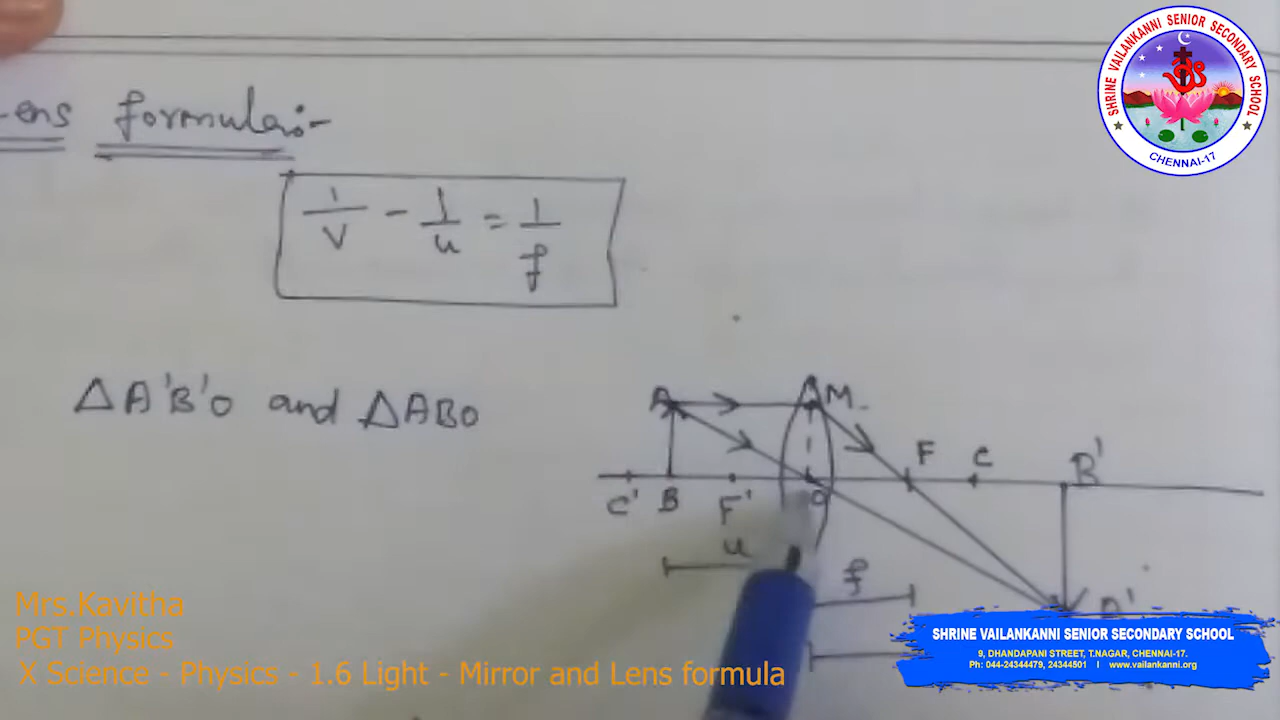 -ens formula:-
1/v - 1/u = 1/f
△A'B'O and △ABO
A M
F C B'
C' B F' O
u
f
A'
Mrs.Kavitha
PGT Physics
X Science - Physics - 1.6 Light - Mirror and Lens formula
SHRINE VAILANKANNI SENIOR SECONDARY SCHOOL
CHENNAI-17
SHRINE VAILANKANNI SENIOR SECONDARY SCHOOL
9, DHANDAPANI STREET, T.NAGAR, CHENNAI-17.
Ph: 044-24344479, 24344501 I www.vailankanni.org